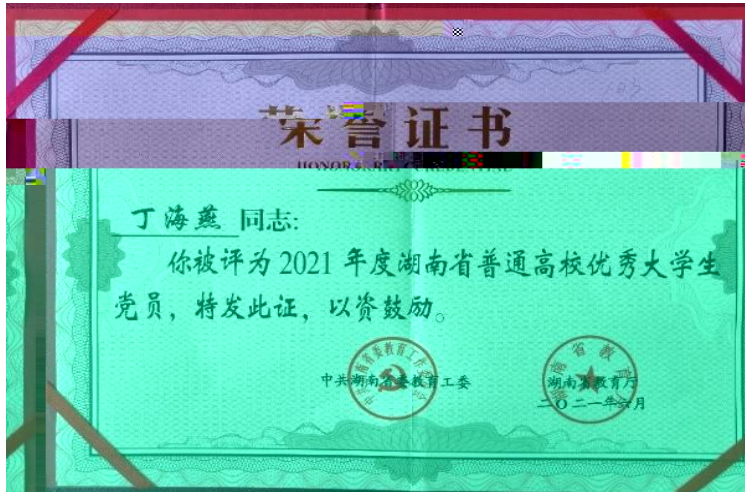 荣誉证书
HONORARY CREDENTIAL
丁海燕 同志:
你被评为2021年度湖南省普通高校优秀大学生
党员，特发此证，以资鼓励。
中共湖南省委教育工委 湖南省教育厅
二〇二一年六月